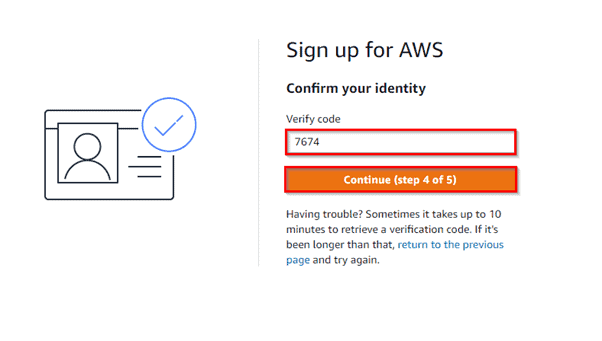 Sign up for AWS
Confirm your identity
Verify code
7674
Continue (step 4 of 5)
Having trouble? Sometimes it takes up to 10
minutes to retrieve a verification code. If it's
been longer than that, return to the previous
page and try again.